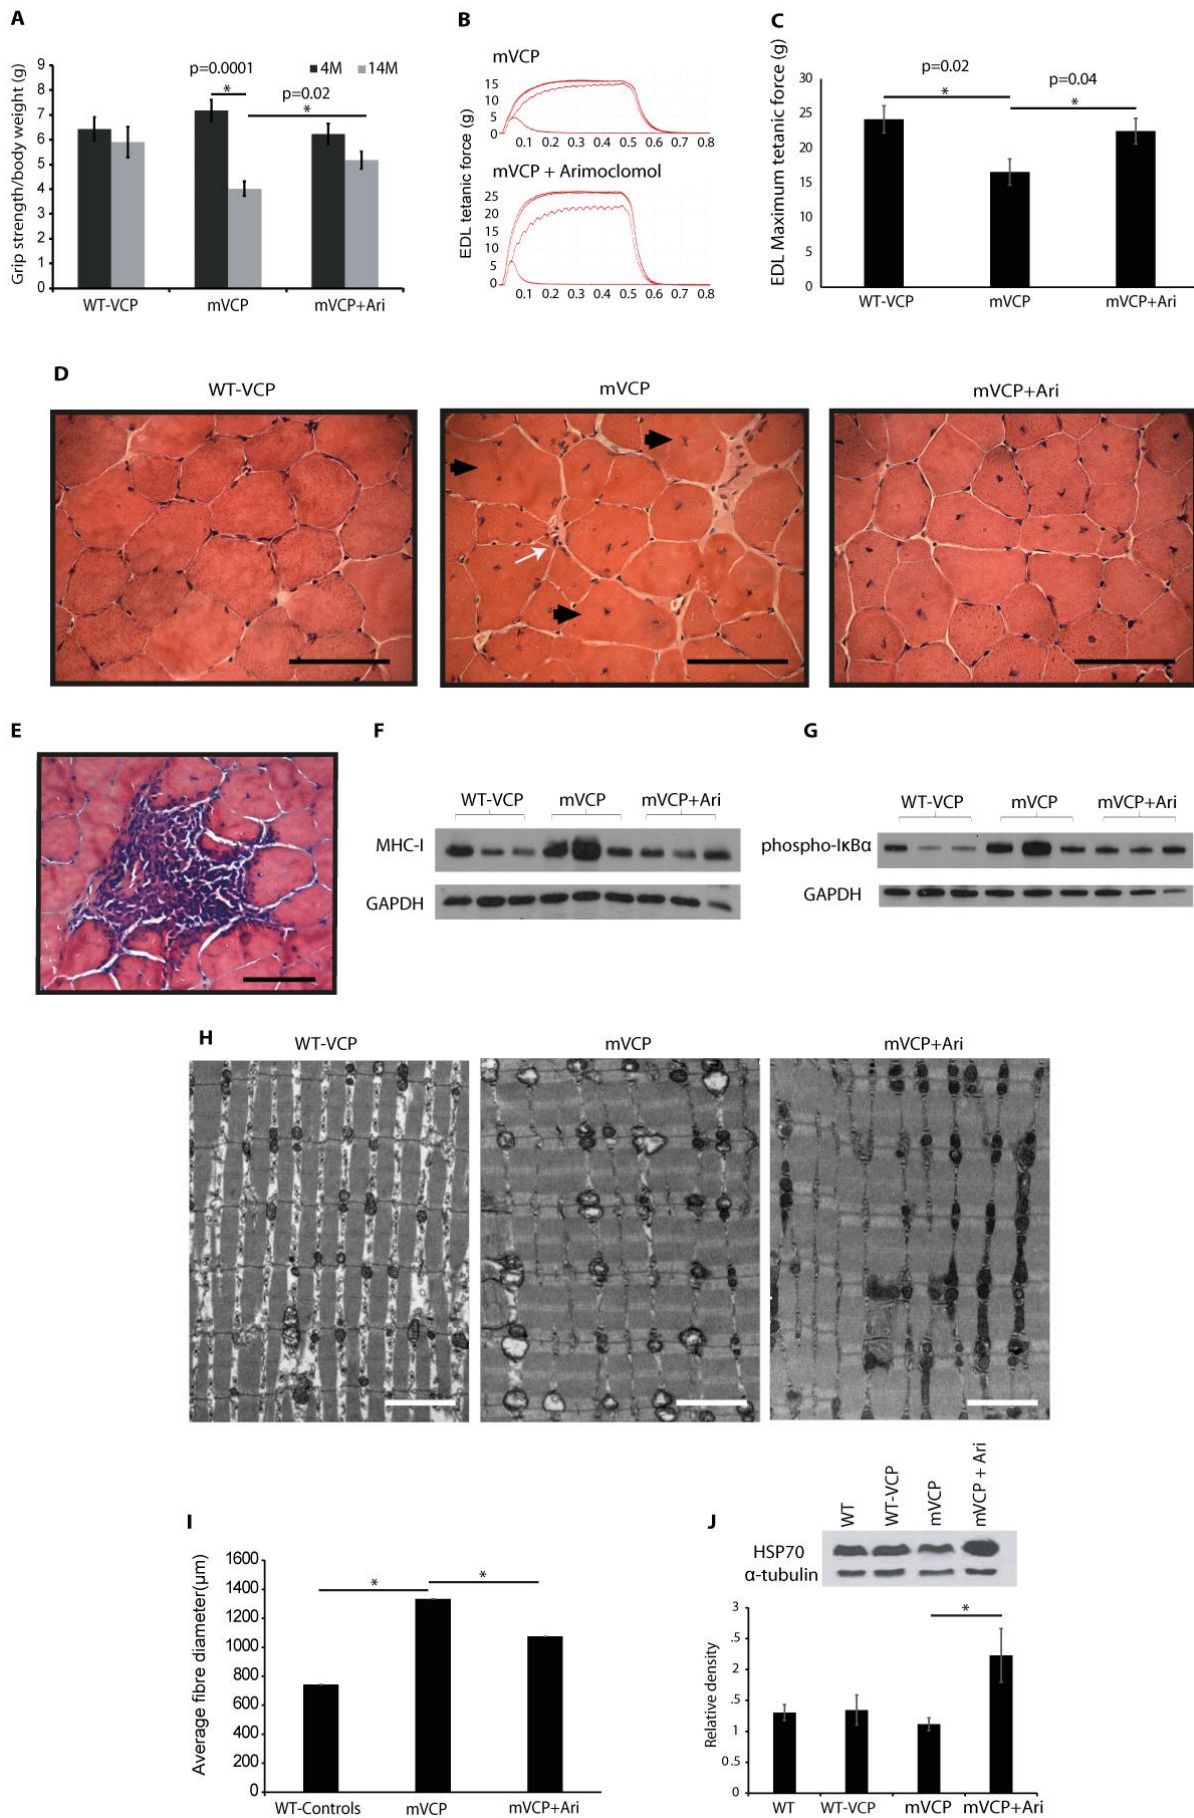 A
Grip strength/body weight (g)
9
8
7
6
5
4
3
2
1
0
p=0.0001
4M 14M
*
p=0.02
*
WT-VCP mVCP mVCP+Ari
B
EDL tetanic force (g)
mVCP
15
10
5
0
0.1 0.2 0.3 0.4 0.5 0.6 0.7 0.8
mVCP + Arimoclomol
25
20
15
10
5
0
0.1 0.2 0.3 0.4 0.5 0.6 0.7 0.8
C
EDL Maximum tetanic force (g)
30
25
20
15
10
5
0
p=0.02
*
p=0.04
*
WT-VCP mVCP mVCP+Ari
D
WT-VCP mVCP mVCP+Ari
E
F
WT-VCP mVCP mVCP+Ari
MHC-I
GAPDH
G
WT-VCP mVCP mVCP+Ari
phospho-IκBα
GAPDH
H
WT-VCP mVCP mVCP+Ari
I
Average fibre diameter(μm)
1600
1400
1200
1000
800
600
400
200
0
* *
WT-Controls mVCP mVCP+Ari
J
WT WT-VCP mVCP mVCP + Ari
HSP70
α-tubulin
Relative density
3
.5
2
.5
1
0.5
0
*
WT WT-VCP mVCP mVCP+Ari